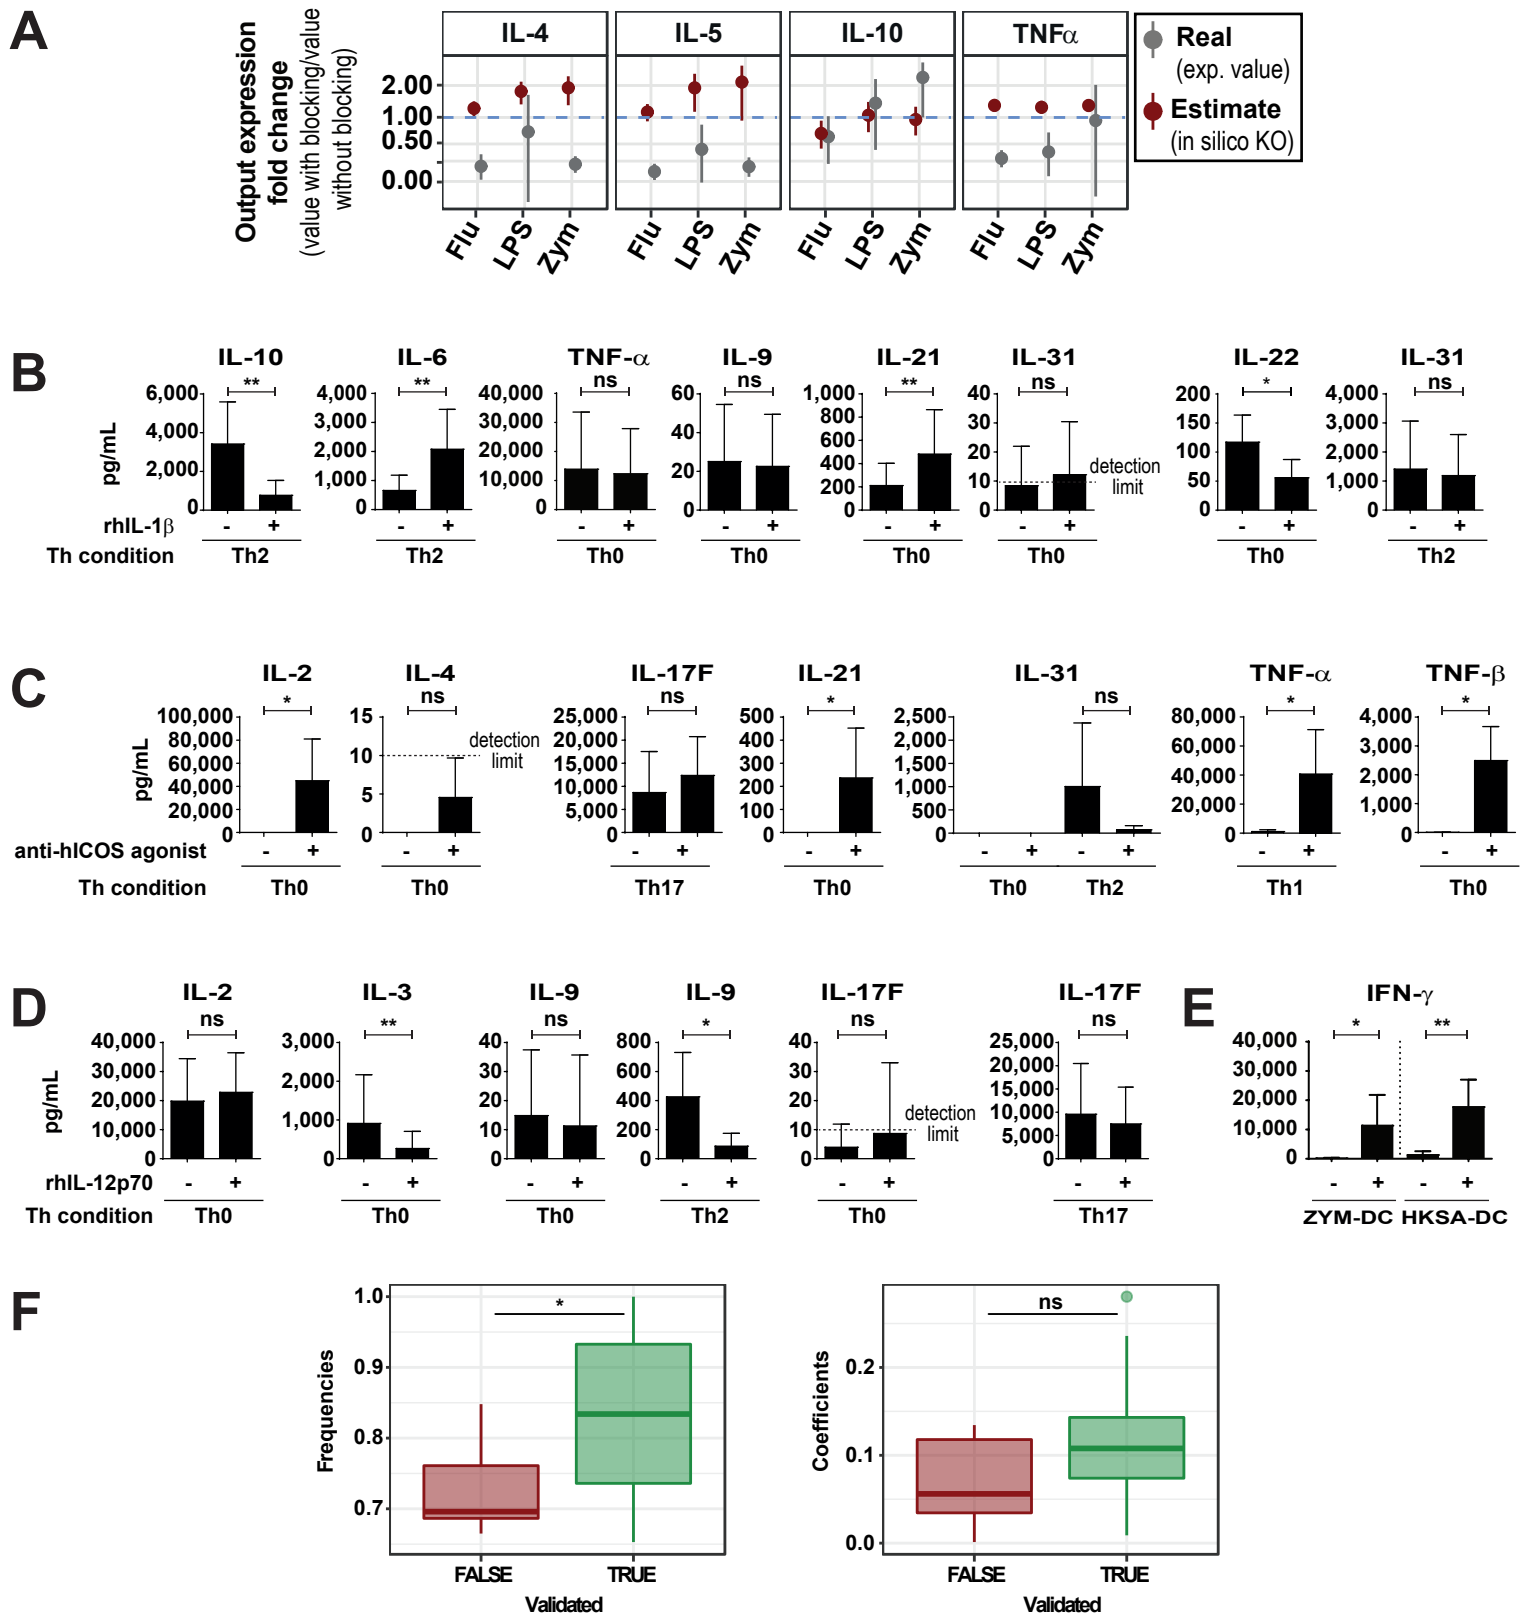 A
Output expression
fold change
(value with blocking/value
without blocking)
IL-4 IL-5 IL-10 TNFα
2.00
1.00
0.50
0.00
Flu LPS Zym Flu LPS Zym Flu LPS Zym Flu LPS Zym
Real
(exp. value)
Estimate
(in silico KO)
B
IL-10 IL-6 TNF-α IL-9 IL-21 IL-31 IL-22 IL-31
** ** ns ns ** ns * ns
pg/mL
6,000 4,000 40,000 60 1,000 40 200 4,000
4,000 3,000 30,000 40 800 30 150 3,000
2,000 2,000 20,000 20 600 20 100 2,000
0 1,000 10,000 0 400 10 50 1,000
0 0 200 0 0 0
0
detection
limit
rhIL-1β - + - + - + - + - + - + - + - +
Th condition Th2 Th2 Th0 Th0 Th0 Th0 Th0 Th2
C
IL-2 IL-4 IL-17F IL-21 IL-31 TNF-α TNF-β
* ns ns * ns * *
pg/mL
100,000 15 25,000 500 2,500 80,000 4,000
80,000 10 20,000 400 2,000 60,000 3,000
60,000 5 15,000 300 1,500 40,000 2,000
40,000 0 10,000 200 1,000 20,000 1,000
20,000 5,000 100 500 0 0
0 0 0 0
detection
limit
anti-hICOS agonist - + - + - + - + - + - + - + - +
Th condition Th0 Th0 Th17 Th0 Th0 Th2 Th1 Th0
D
IL-2 IL-3 IL-9 IL-9 IL-17F IL-17F
ns ** ns * ns ns
pg/mL
40,000 3,000 40 800 40 25,000
30,000 2,000 30 600 30 20,000
20,000 1,000 20 400 20 15,000
10,000 0 10 200 10 10,000
0 0 0 0 5,000
0
detection
limit
rhIL-12p70 - + - + - + - + - + - +
Th condition Th0 Th0 Th0 Th2 Th0 Th17
E
IFN-γ
* **
40,000
30,000
20,000
10,000
0
- + - +
ZYM-DC HKSA-DC
F
Frequencies
1.0
0.9
0.8
0.7
*
FALSE TRUE
Validated
Coefficients
0.2
0.1
0.0
ns
FALSE TRUE
Validated